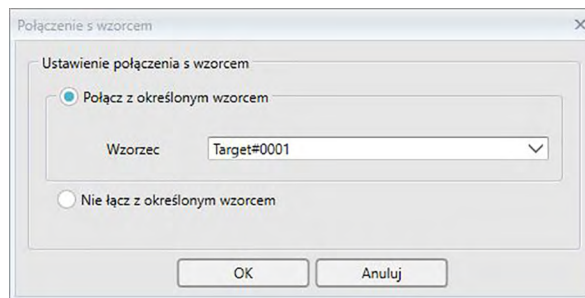 Połączenie s wzorcem
Ustawienie połączenia s wzorcem
Połącz z określonym wzorcem
Wzorzec Target#0001
Nie łącz z określonym wzorcem
OK Anuluj